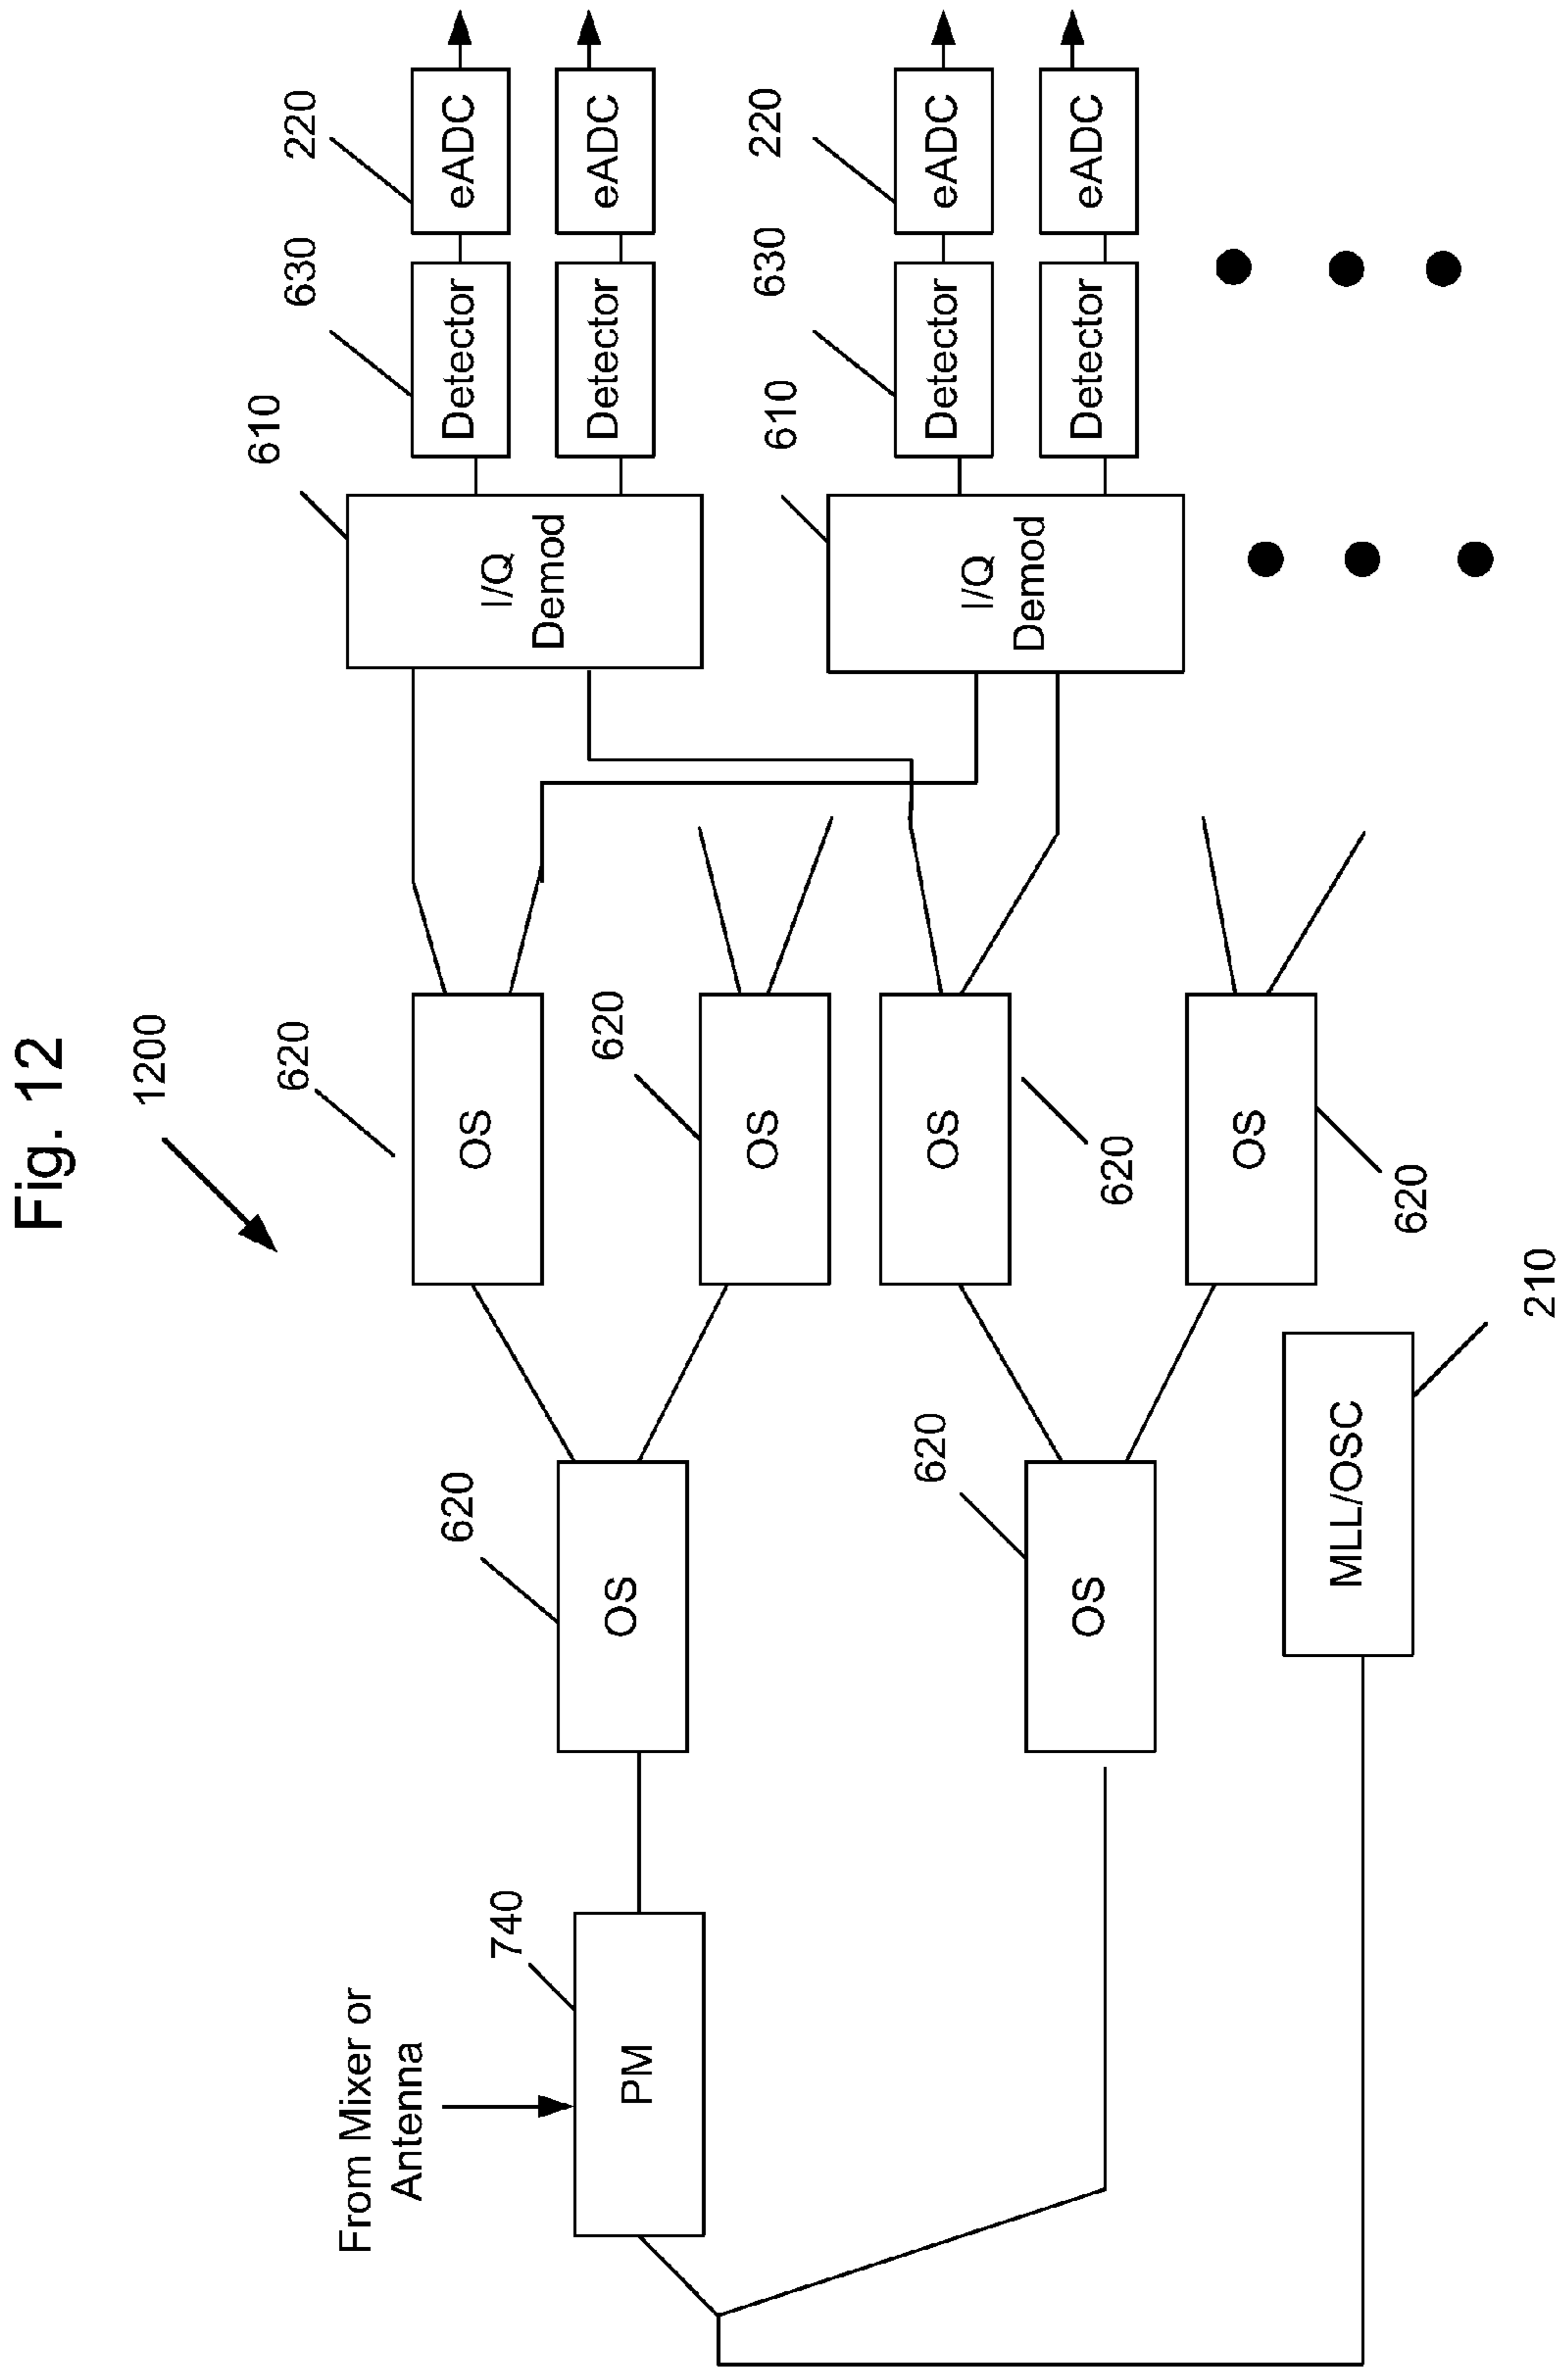 Fig. 12
1200
From Mixer or
Antenna
740
PM
620
OS
620
OS
620
OS
620
OS
620
OS
620
OS
MLL/OSC
210
610
I/Q
Demod
630
Detector
220
eADC
Detector
eADC
610
I/Q
Demod
630
Detector
220
eADC
Detector
eADC